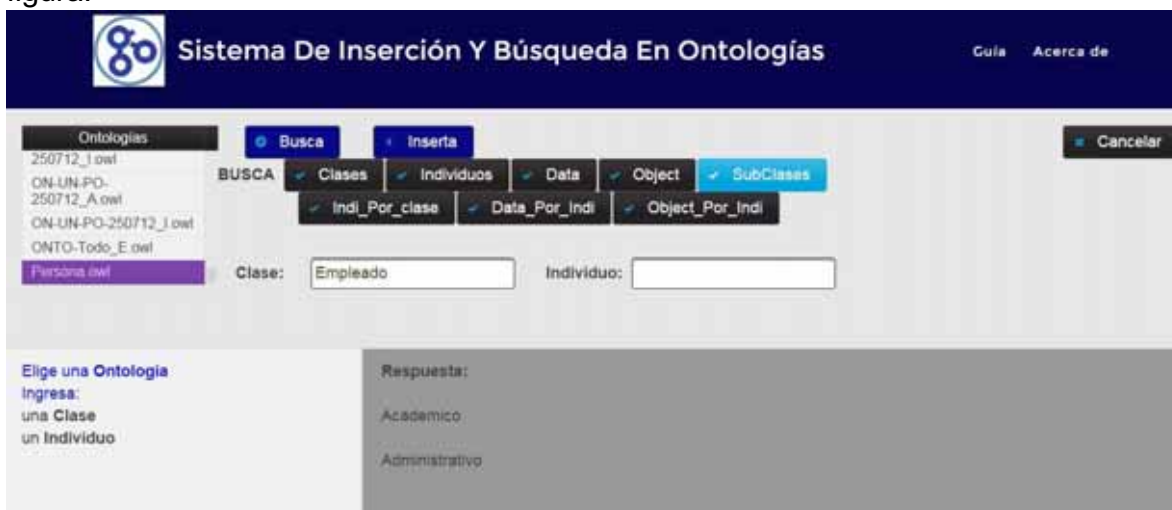 figura.
Sistema De Inserción Y Búsqueda En Ontologías
Guía Acerca de
Ontologías
250712_I.owl
ON-UN-PO-
250712_A.owl
ON-UN-PO-250712_I.owl
ONTO-Todo_E.owl
Persona.owl
Busca Inserta Cancelar
BUSCA Clases Individuos Data Object SubClases
Indi_Por_clase Data_Por_Indi Object_Por_Indi
Clase: Empleado Individuo:
Elige una Ontologia
Ingresa:
una Clase
un Individuo
Respuesta:
Academico
Administrativo